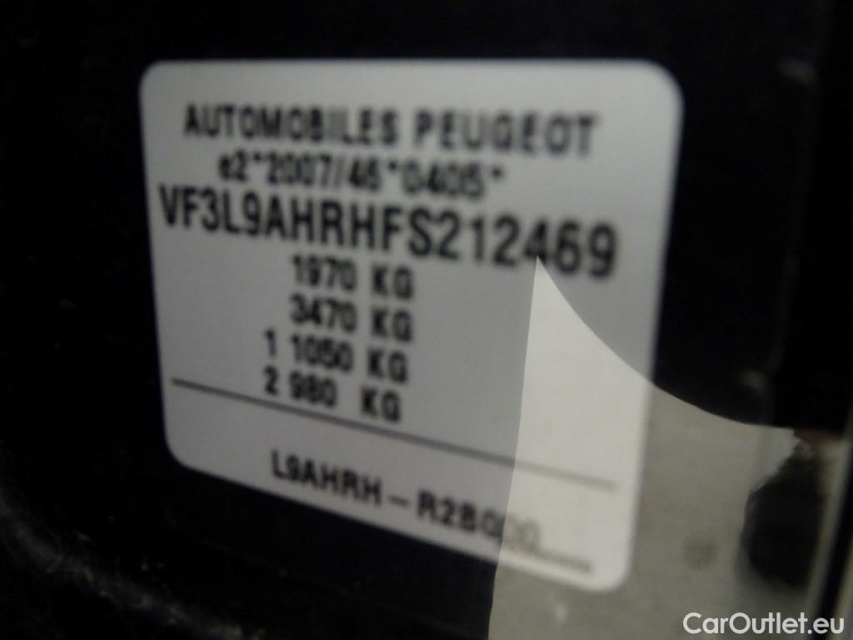 AUTOMOBILES PEUGEOT
e2*2007/46*0405*
VF3L9AHRHFS212469
1970 KG
3470 KG
1 1050 KG
2 980 KG
L9AHRH - R2B000
CarOutlet.eu